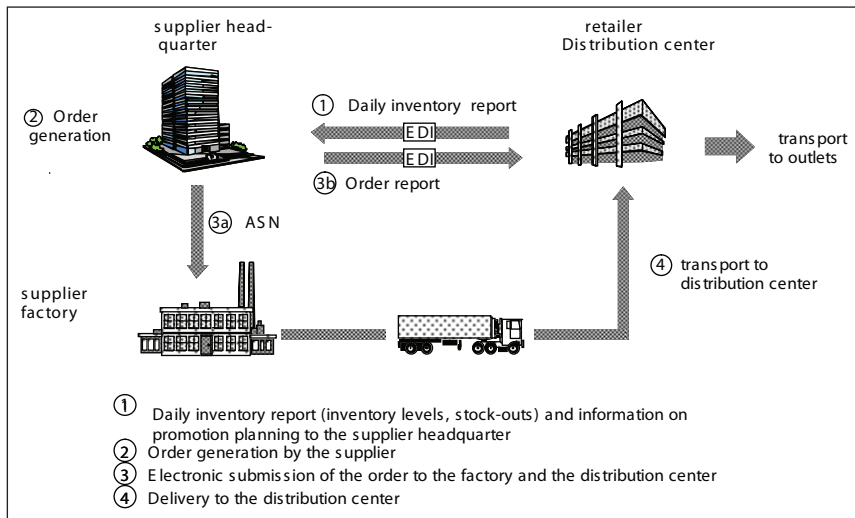 supplier head-
quarter
retailer
Distribution center
② Order
generation
① Daily inventory report
EDI
EDI
3b Order report
transport
to outlets
3a ASN
④ transport to
distribution center
supplier
factory
① Daily inventory report (inventory levels, stock-outs) and information on
promotion planning to the supplier headquarter
② Order generation by the supplier
③ Electronic submission of the order to the factory and the distribution center
④ Delivery to the distribution center